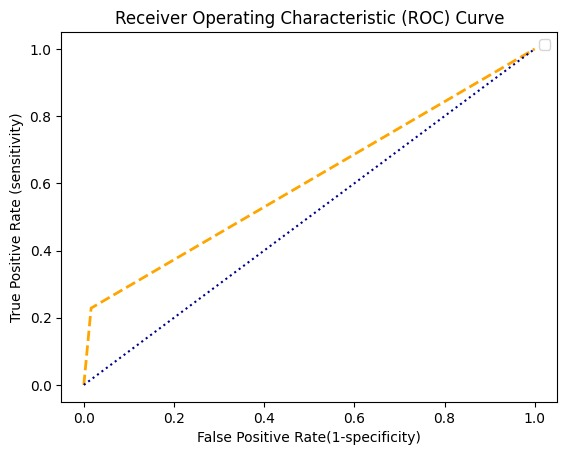 Receiver Operating Characteristic (ROC) Curve
1.0
0.8
0.6
0.4
0.2
0.0
True Positive Rate (sensitivity)
0.0 0.2 0.4 0.6 0.8 1.0
False Positive Rate(1-specificity)